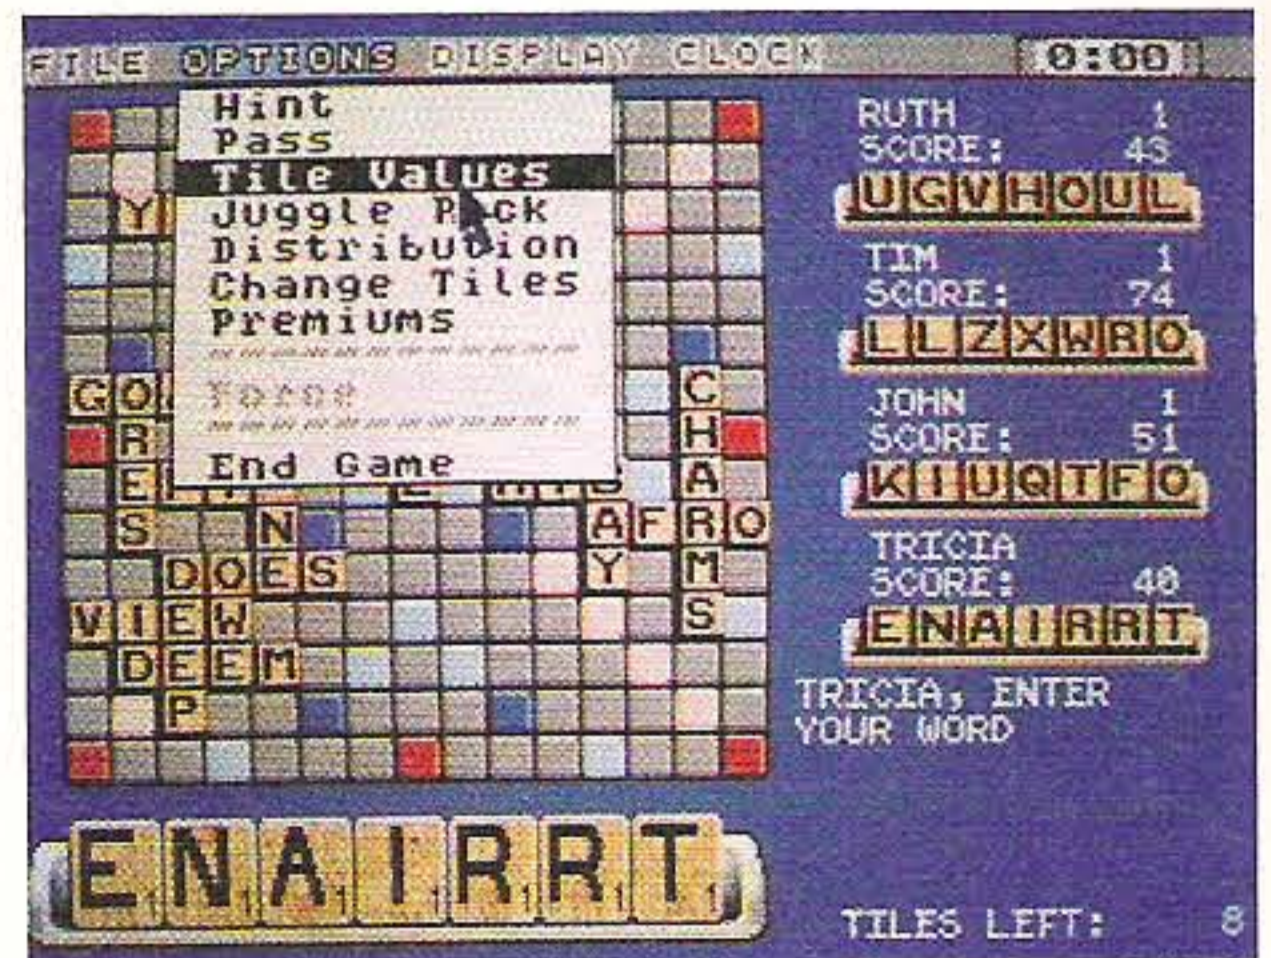 FILE OPTIONS DISPLAY CLOCK 0:00
Hint
Pass
Tile Values
Juggle
Distribution
Change Tiles
Premiums
End Game
RUTH 1
SCORE: 43
UGVHOUL
TIM 1
SCORE: 74
LLZXWRO
JOHN 1
SCORE: 51
KIUQTFO
TRICIA
SCORE: 40
ENAIRRT
TRICIA, ENTER
YOUR WORD
Y
GO
CHARMS
ORES
AFRO
DOES
VIEW
DEEM
P
ENAIRRT
TILES LEFT: 8